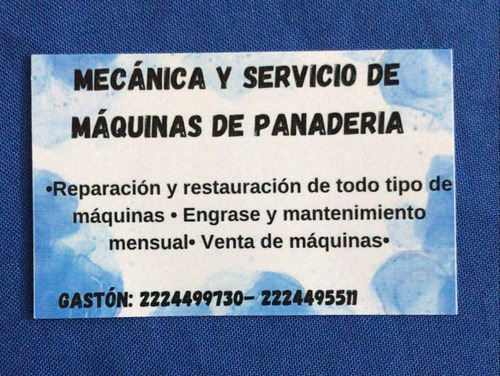 MECÁNICA Y SERVICIO DE
MÁQUINAS DE PANADERIA
•Reparación y restauración de todo tipo de
máquinas • Engrase y mantenimiento
mensual• Venta de máquinas•
GASTÓN: 2224499730- 2224495511